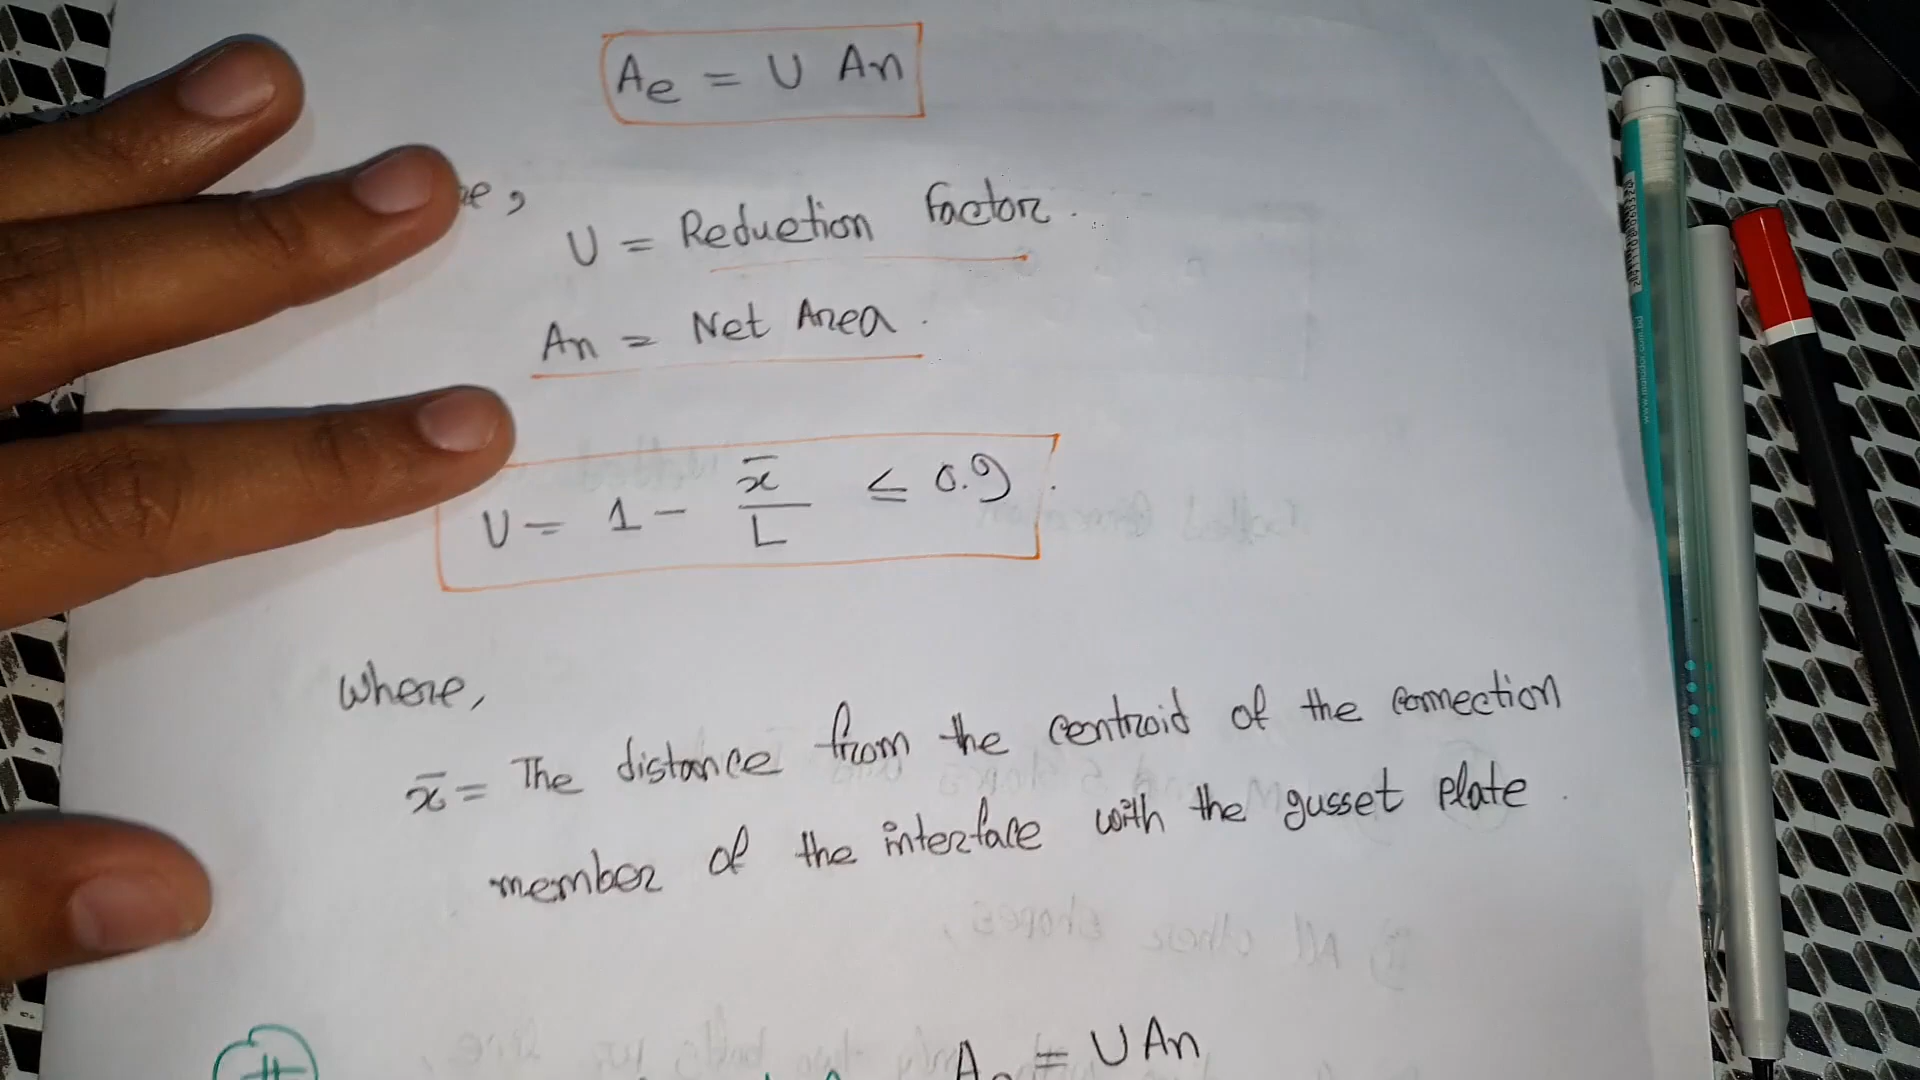 Ae = U An
U = Reduction factor.
An = Net Area.
U = 1 - x̄/L ≤ 0.9.
where,
x̄ = The distance from the centroid of the connection
member of the interface with the gusset plate.
= U An